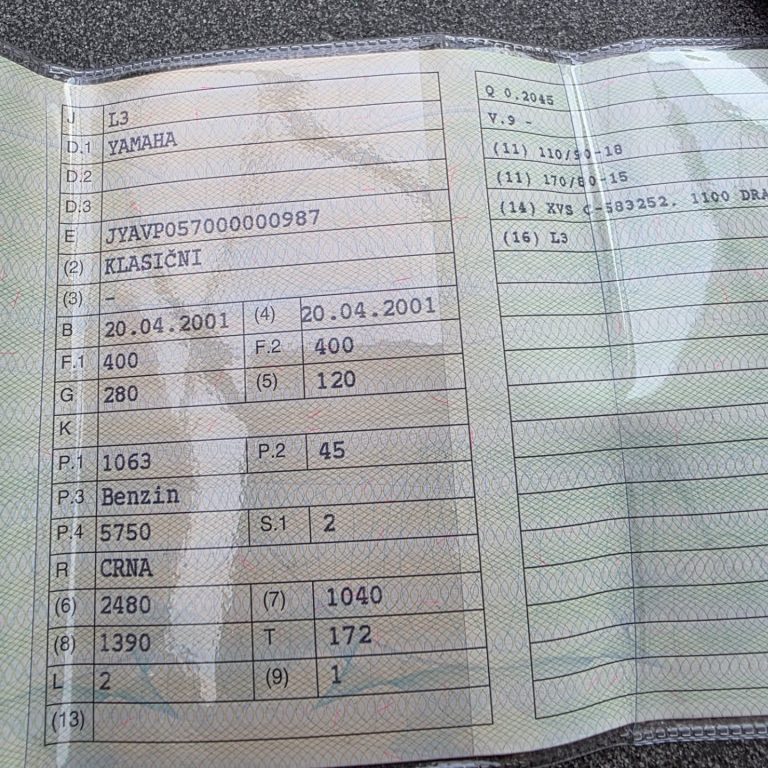 J L3
D.1 YAMAHA
D.2
D.3
E JYAVP057000000987
(2) KLASIČNI
(3) -
B 20.04.2001 (4) 20.04.2001
F.1 400 F.2 400
G 280 (5) 120
K
P.1 1063 P.2 45
P.3 Benzin
P.4 5750 S.1 2
R CRNA
(6) 2480 (7) 1040
(8) 1390 T 172
L 2 (9) 1
(13)
Q 0.2045
V.9 -
(11) 110/90-18
(11) 170/80-15
(14) XVS C-583252. 1100 DRA
(16) L3